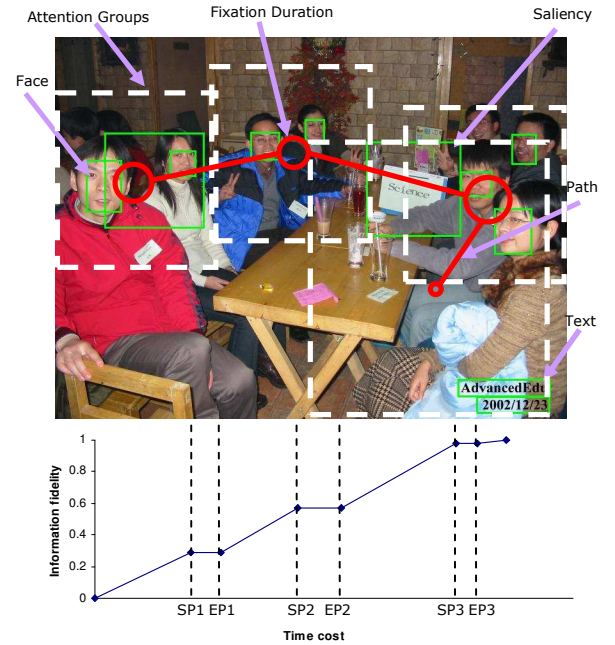 Attention Groups
Fixation Duration
Saliency
Face
Science
Path
Text
AdvancedEdu
2002/12/23
Information fidelity
1
0.8
0.6
0.4
0.2
0
SP1 EP1 SP2 EP2 SP3 EP3
Time cost